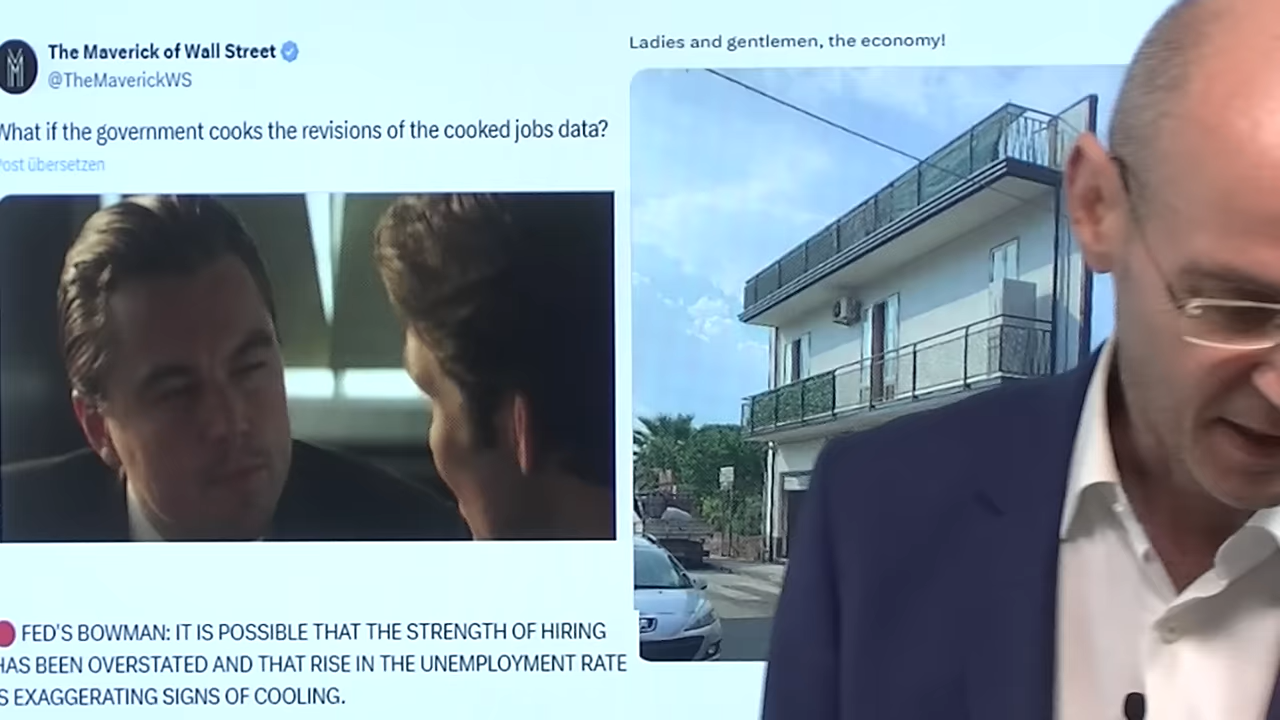 The Maverick of Wall Street
@TheMaverickWS
What if the government cooks the revisions of the cooked jobs data?
Post übersetzen
FED'S BOWMAN: IT IS POSSIBLE THAT THE STRENGTH OF HIRING
HAS BEEN OVERSTATED AND THAT RISE IN THE UNEMPLOYMENT RATE
IS EXAGGERATING SIGNS OF COOLING.
Ladies and gentlemen, the economy!